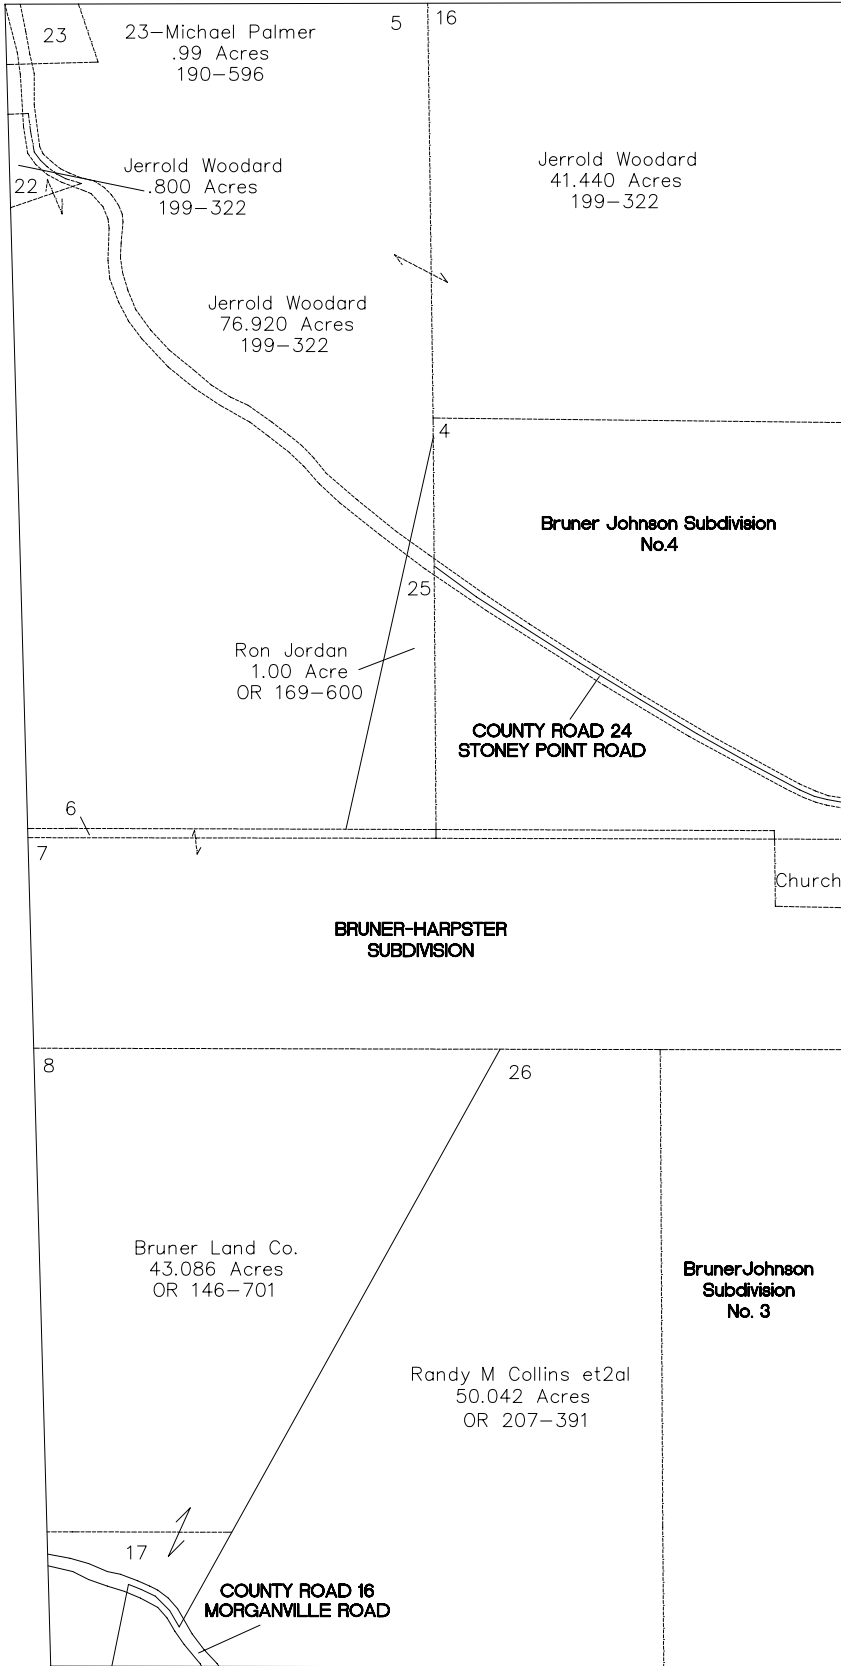 23
23-Michael Palmer
.99 Acres
190-596
5
16
Jerrold Woodard
.800 Acres
199-322
22
Jerrold Woodard
41.440 Acres
199-322
Jerrold Woodard
76.920 Acres
199-322
4
Bruner Johnson Subdivision
No.4
25
Ron Jordan
1.00 Acre
OR 169-600
COUNTY ROAD 24
STONEY POINT ROAD
6
7
Church
BRUNER-HARPSTER
SUBDIVISION
8
26
Bruner Land Co.
43.086 Acres
OR 146-701
BrunerJohnson
Subdivision
No. 3
Randy M Collins et2al
50.042 Acres
OR 207-391
17
COUNTY ROAD 16
MORGANVILLE ROAD